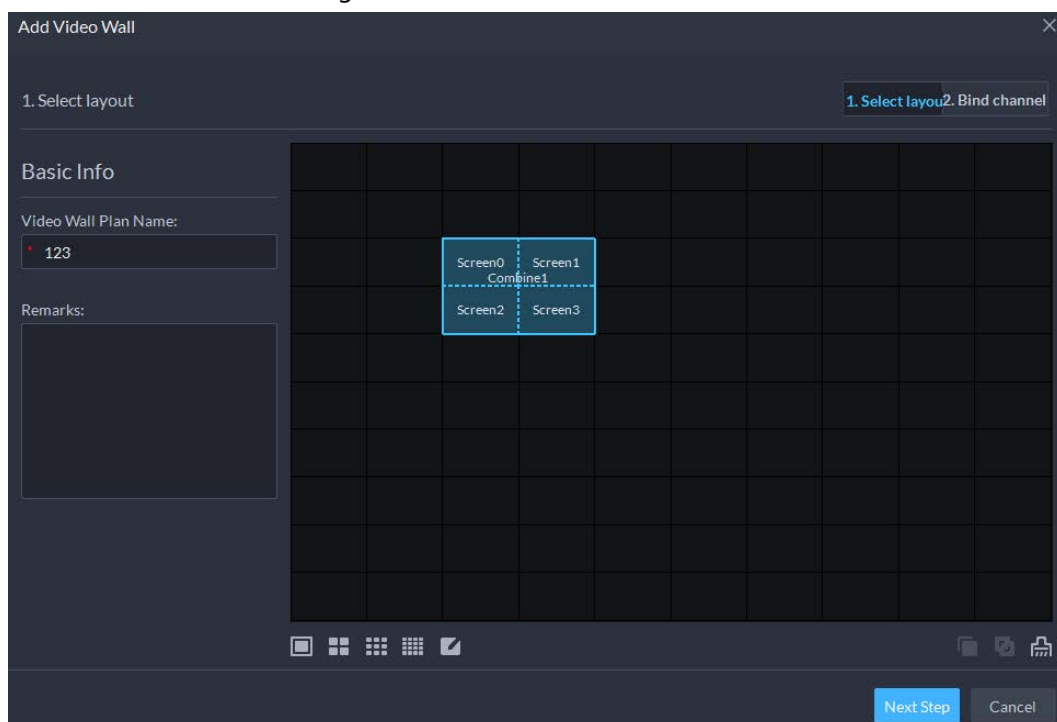 Add Video Wall
1. Select layout
1. Select layou 2. Bind channel
Basic Info
Video Wall Plan Name:
* 123
Remarks:
Screen0 Screen1
Combine1
Screen2 Screen3
Next Step Cancel